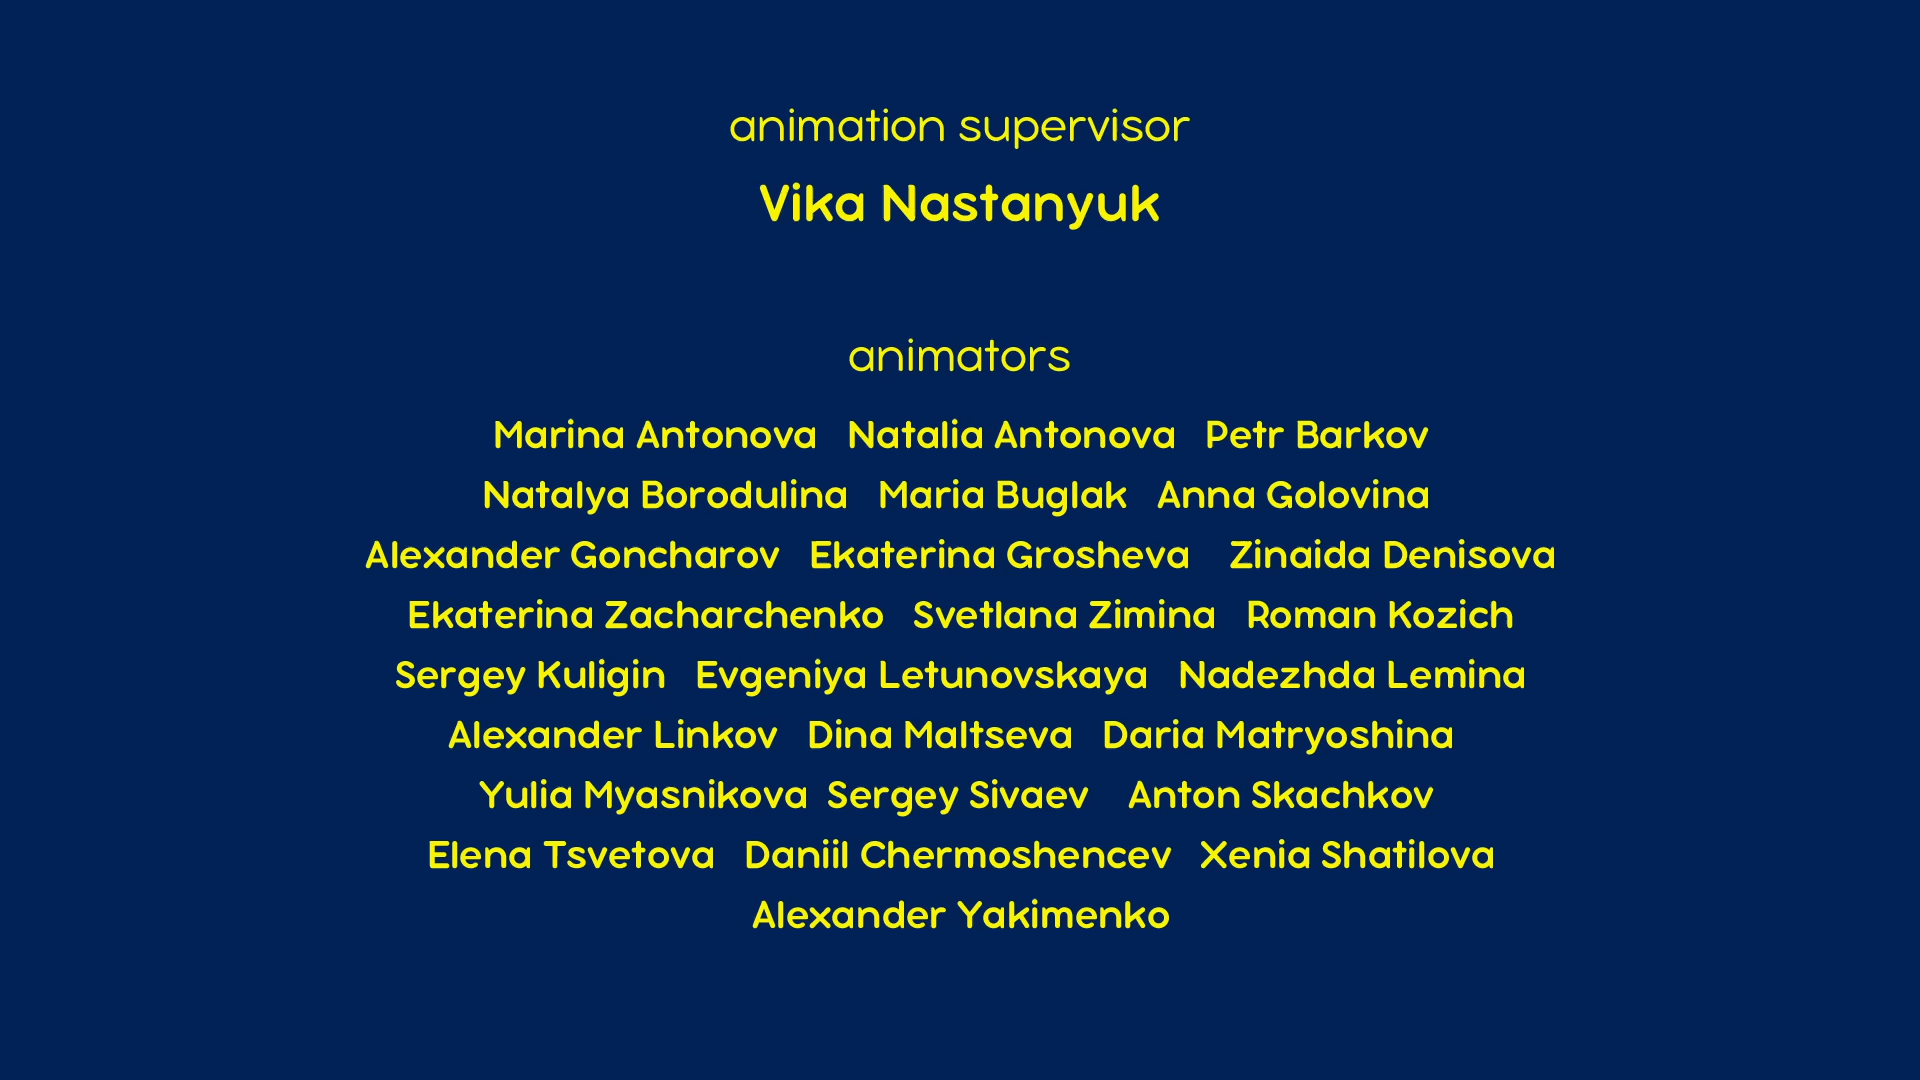 animation supervisor
Vika Nastanyuk
animators
Marina Antonova Natalia Antonova Petr Barkov
Natalya Borodulina Maria Buglak Anna Golovina
Alexander Goncharov Ekaterina Grosheva Zinaida Denisova
Ekaterina Zacharchenko Svetlana Zimina Roman Kozich
Sergey Kuligin Evgeniya Letunovskaya Nadezhda Lemina
Alexander Linkov Dina Maltseva Daria Matryoshina
Yulia Myasnikova Sergey Sivaev Anton Skachkov
Elena Tsvetova Daniil Chermoshencev Xenia Shatilova
Alexander Yakimenko